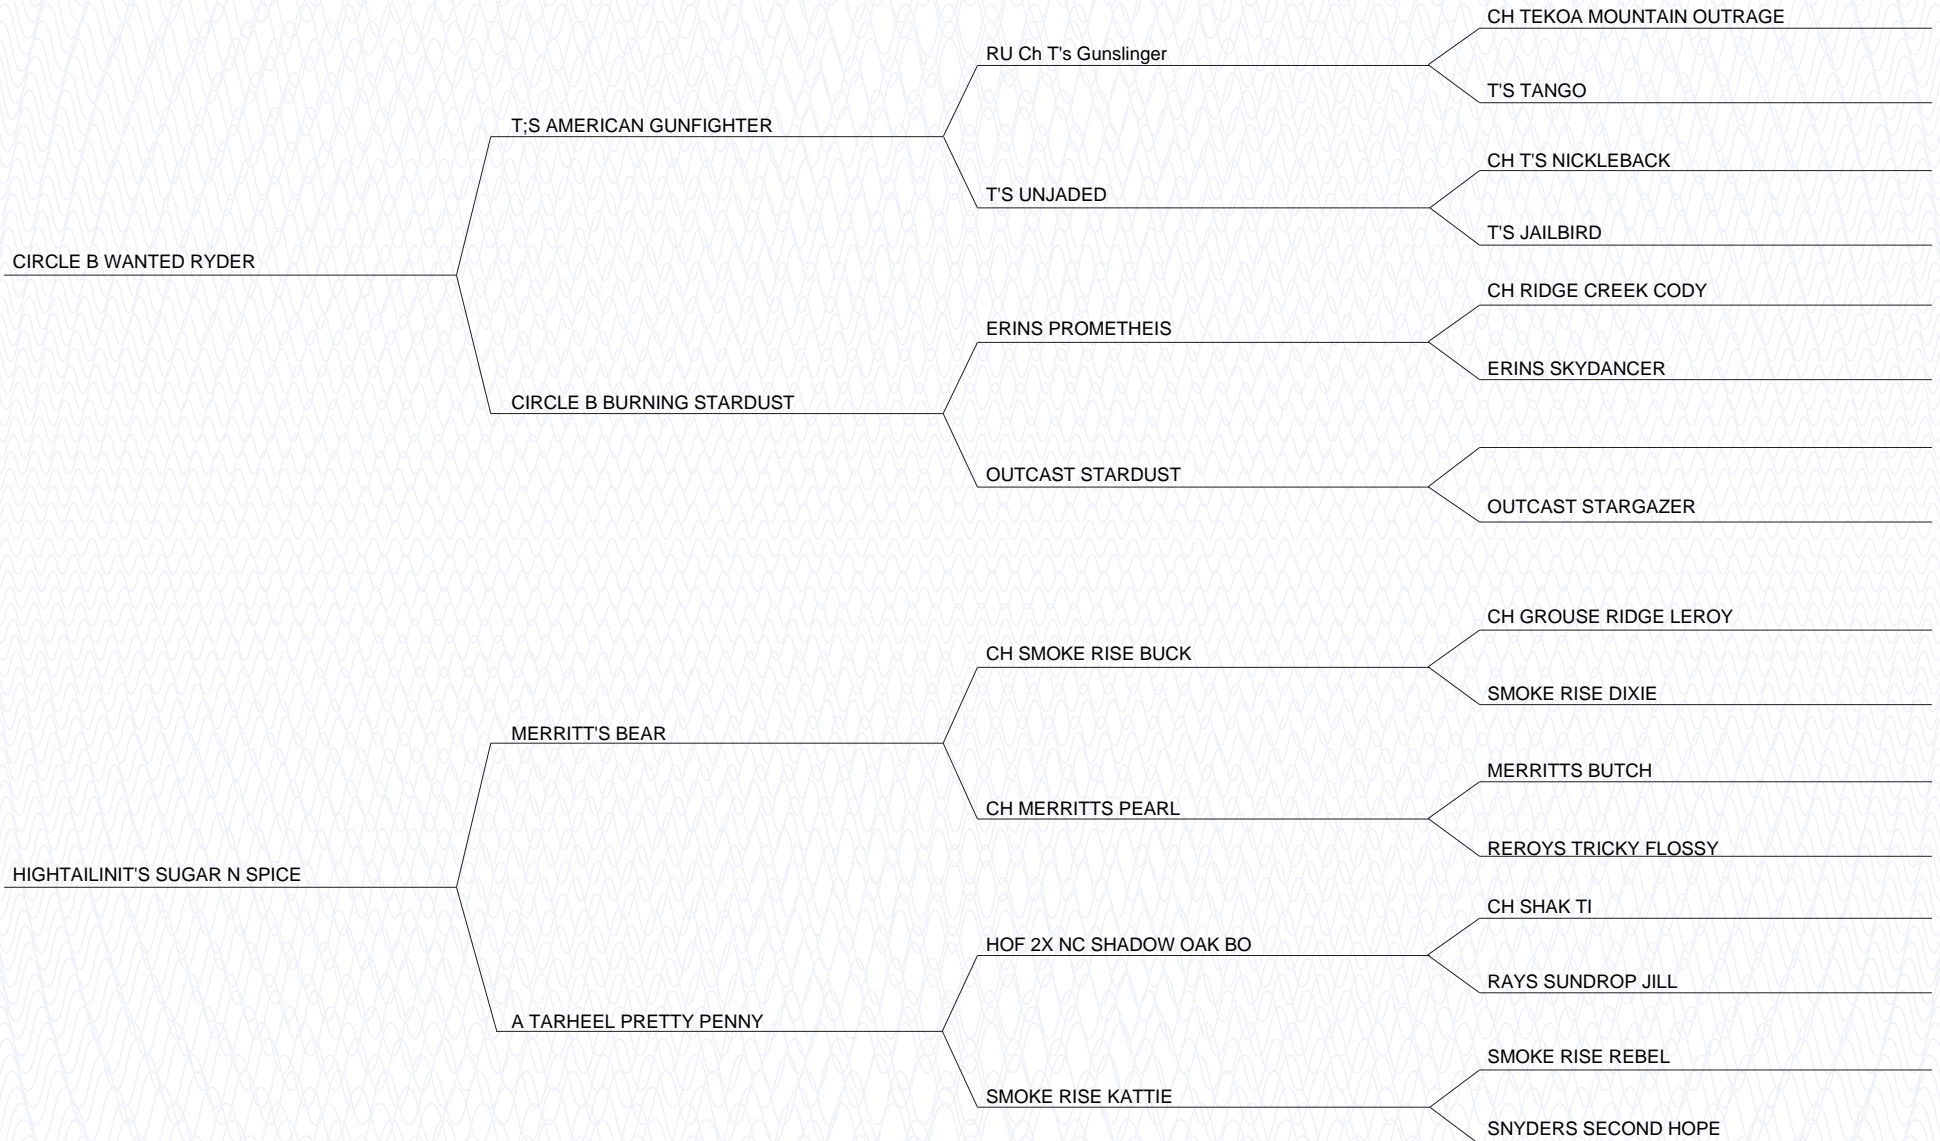 CH TEKOA MOUNTAIN OUTRAGE
RU Ch T's Gunslinger
T'S TANGO
T;S AMERICAN GUNFIGHTER
CH T'S NICKLEBACK
T'S UNJADED
T'S JAILBIRD
CIRCLE B WANTED RYDER
CH RIDGE CREEK CODY
ERINS PROMETHEIS
ERINS SKYDANCER
CIRCLE B BURNING STARDUST
OUTCAST STARDUST
OUTCAST STARGAZER
CH GROUSE RIDGE LEROY
CH SMOKE RISE BUCK
SMOKE RISE DIXIE
MERRITT'S BEAR
MERRITTS BUTCH
CH MERRITTS PEARL
REROYS TRICKY FLOSSY
HIGHTAILINIT'S SUGAR N SPICE
CH SHAK TI
HOF 2X NC SHADOW OAK BO
RAYS SUNDROP JILL
A TARHEEL PRETTY PENNY
SMOKE RISE REBEL
SMOKE RISE KATTIE
SNYDERS SECOND HOPE